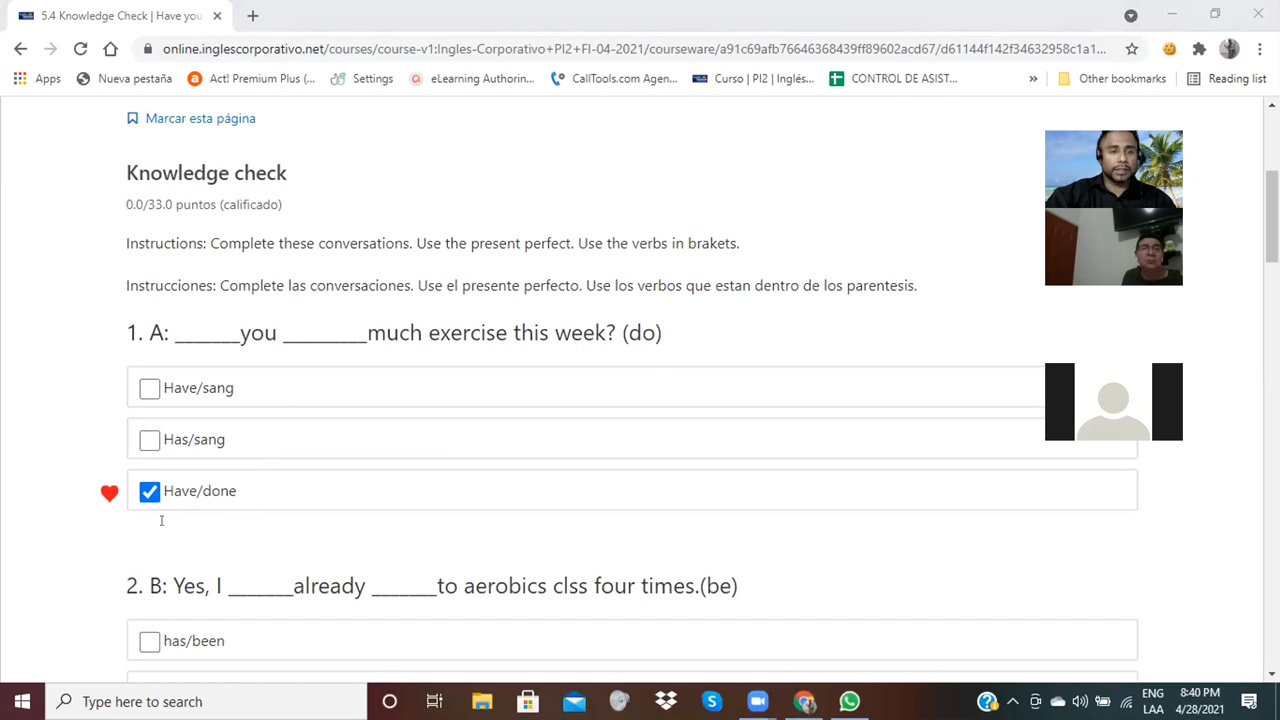 5.4 Knowledge Check | Have you
online.inglescorporativo.net/courses/course-v1:Ingles-Corporativo+PI2+FI-04-2021/courseware/a91c69afb76646368439ff89602acd67/d61144f142f34632958c1a1...
Apps Nueva pestaña Act! Premium Plus (... Settings eLearning Authorin... CallTools.com Agen... Curso | PI2 | Inglés... CONTROL DE ASIST... » Other bookmarks Reading list
Marcar esta página
Knowledge check
0.0/33.0 puntos (calificado)
Instructions: Complete these conversations. Use the present perfect. Use the verbs in brakets.
Instrucciones: Complete las conversaciones. Use el presente perfecto. Use los verbos que estan dentro de los parentesis.
1. A: _______you _________much exercise this week? (do)
Have/sang
Has/sang
Have/done
2. B: Yes, I _______already _______to aerobics clss four times.(be)
has/been
Type here to search
ENG 8:40 PM
LAA 4/28/2021